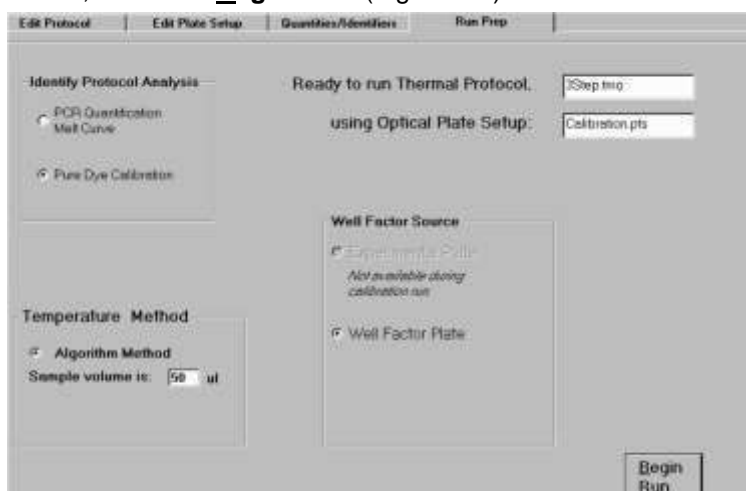 Edit Protocol Edit Plate Setup Quantities/Identifiers Run Prep
Identify Protocol Analysis
PCR Quantification
Melt Curve
Pure Dye Calibration
Ready to run Thermal Protocol,
using Optical Plate Setup:
Calibration.pts
Well Factor Source
Experimental Plate
Not available during
calibration run
Well Factor Plate
Temperature Method
Algorithm Method
Sample volume is: 50 ul
Begin
Run